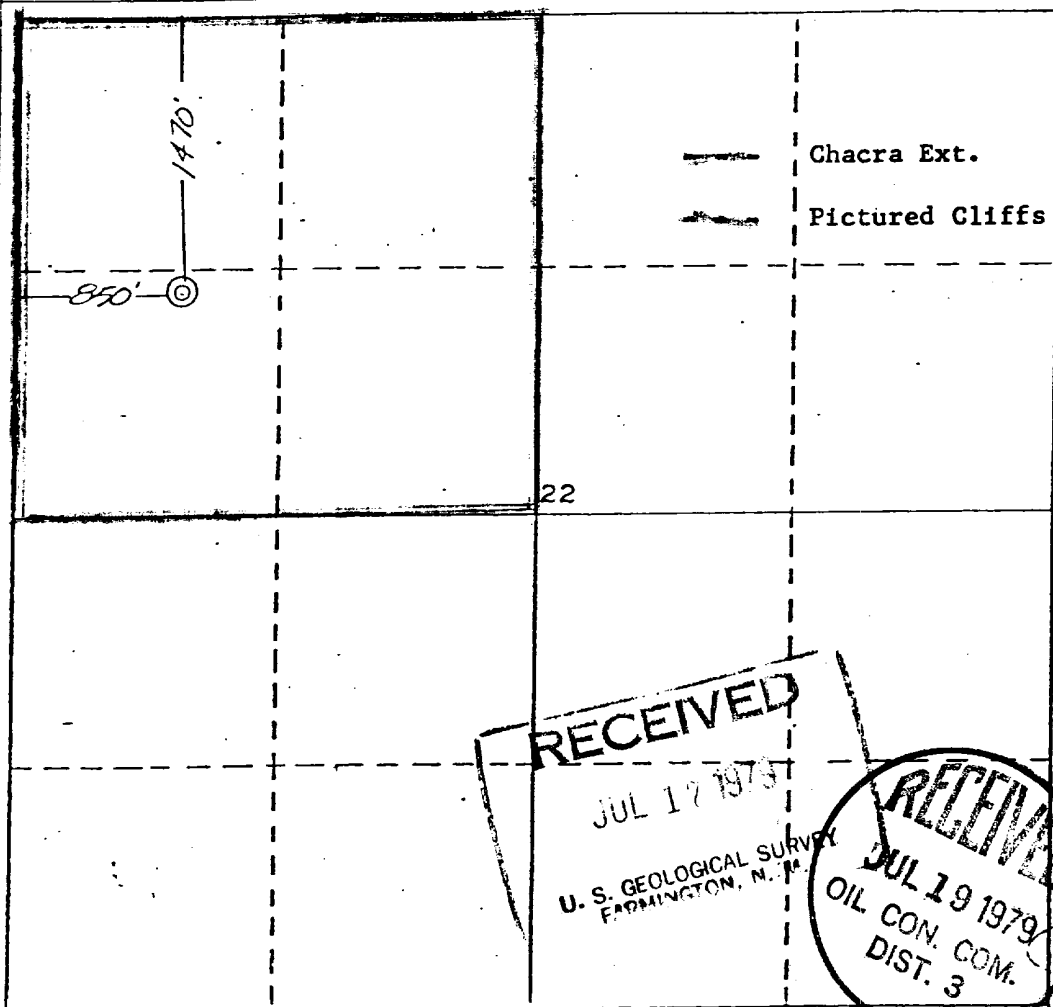 1470'
Chacra Ext.
Pictured Cliffs
850'
22
RECEIVED
JUL 17 1979
U. S. GEOLOGICAL SURVEY
FARMINGTON, N. M.
RECEIVE
JUL 19 1979
OIL CON. COM.
DIST. 3